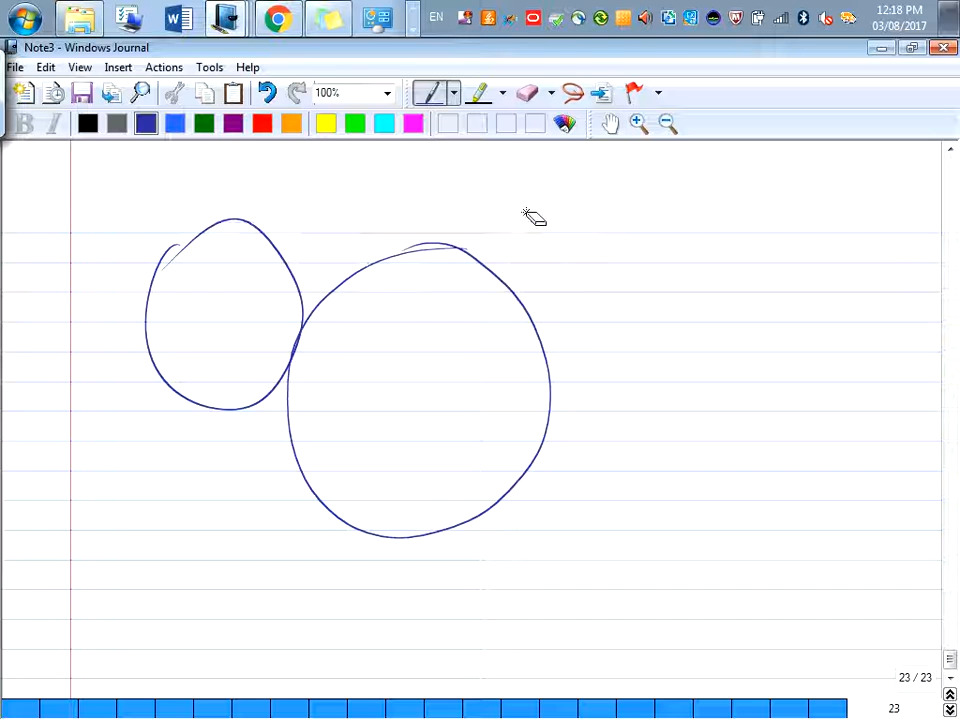 EN
12:18 PM
03/08/2017
Note3 - Windows Journal
File Edit View Insert Actions Tools Help
100%
B I
23 / 23
23